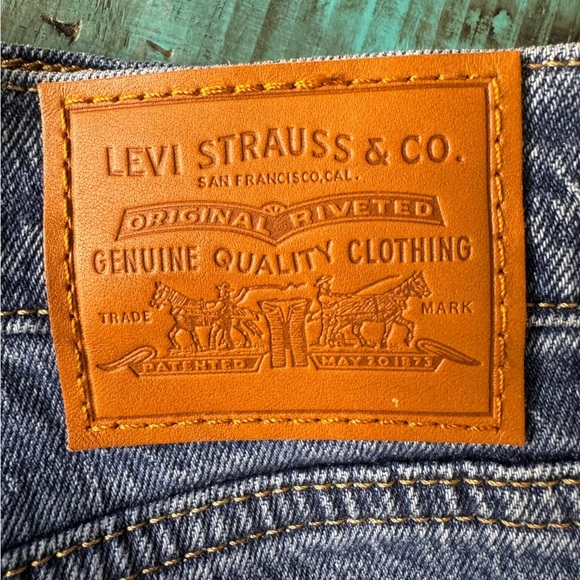 LEVI STRAUSS & CO.
SAN FRANCISCO, CAL.
ORIGINAL RIVETED
GENUINE QUALITY CLOTHING
TRADE MARK
PATENTED MAY 20 1873